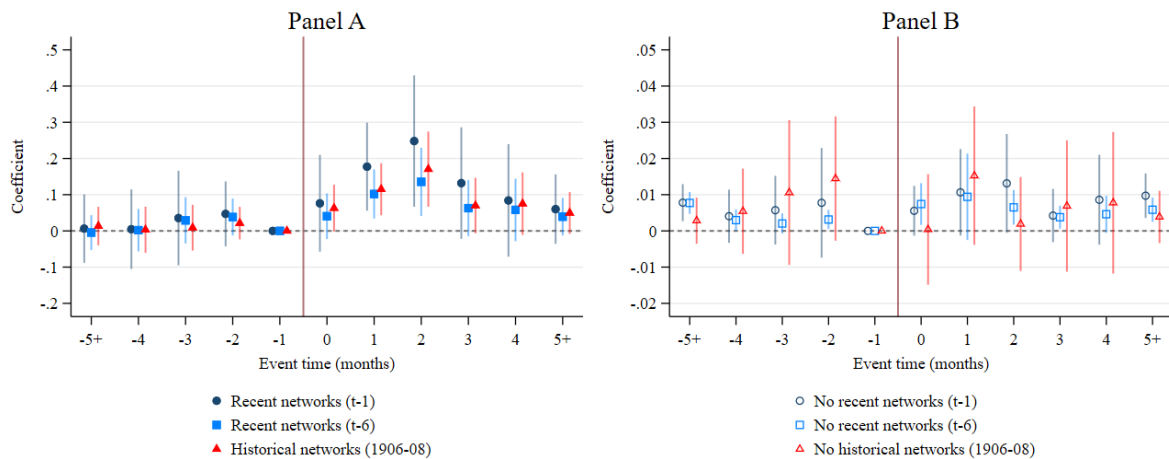 Panel A
.5
.4
.3
.2
.1
0
-.1
-.2
Coefficient
-5+ -4 -3 -2 -1 0 1 2 3 4 5+
Event time (months)
Recent networks (t-1)
Recent networks (t-6)
Historical networks (1906-08)
Panel B
.05
.04
.03
.02
.01
0
-.01
-.02
Coefficient
-5+ -4 -3 -2 -1 0 1 2 3 4 5+
Event time (months)
No recent networks (t-1)
No recent networks (t-6)
No historical networks (1906-08)